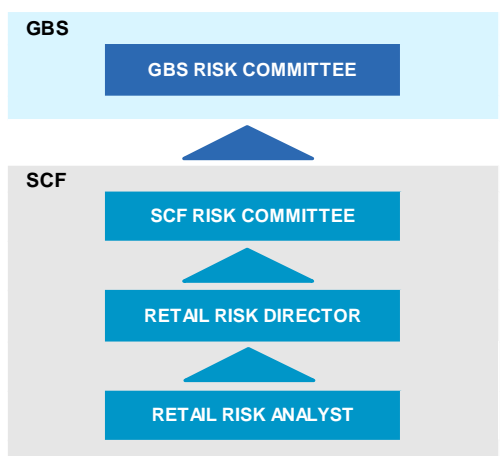 GBS
GBS RISK COMMITTEE
SCF
SCF RISK COMMITTEE
RETAIL RISK DIRECTOR
RETAIL RISK ANALYST